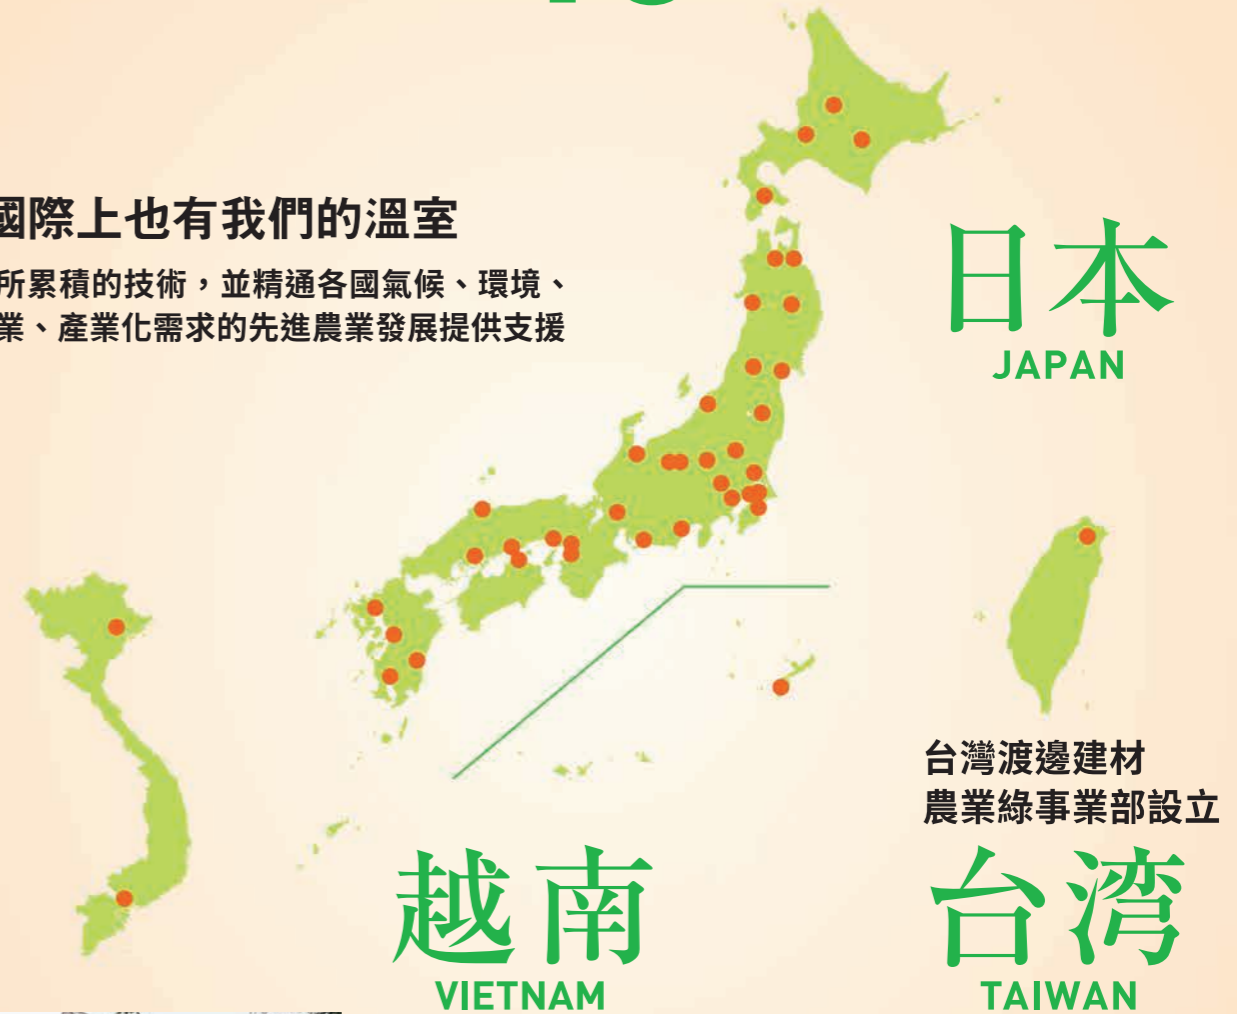 國際上也有我們的溫室
所累積的技術，並精通各國氣候、環境、
業、產業化需求的先進農業發展提供支援
日本
JAPAN
台灣渡邊建材
農業綠事業部設立
越南
VIETNAM
台湾
TAIWAN